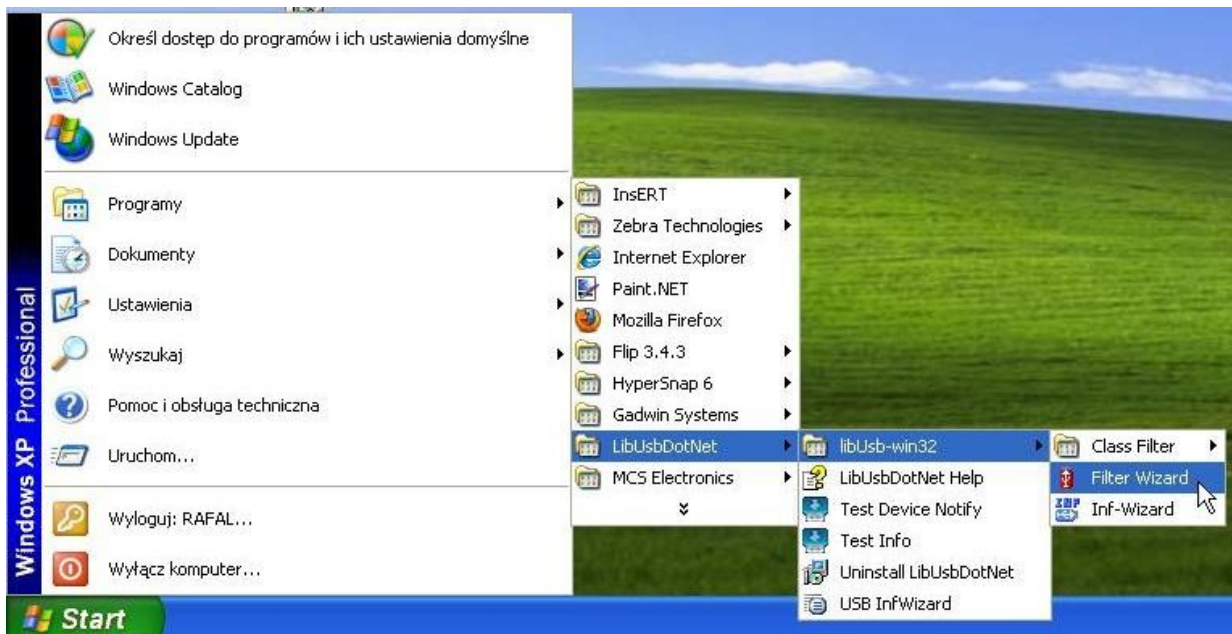 Określ dostęp do programów i ich ustawienia domyślne
Windows Catalog
Windows Update
Programy
Dokumenty
Ustawienia
Wyszukaj
Pomoc i obsługa techniczna
Uruchom...
Wyloguj: RAFAL...
Wyłącz komputer...
Windows XP Professional
Start
InsERT
Zebra Technologies
Internet Explorer
Paint.NET
Mozilla Firefox
Flip 3.4.3
HyperSnap 6
Gadwin Systems
LibUsbDotNet
MCS Electronics
libUsb-win32
LibUsbDotNet Help
Test Device Notify
Test Info
Uninstall LibUsbDotNet
USB InfWizard
Class Filter
Filter Wizard
Inf-Wizard